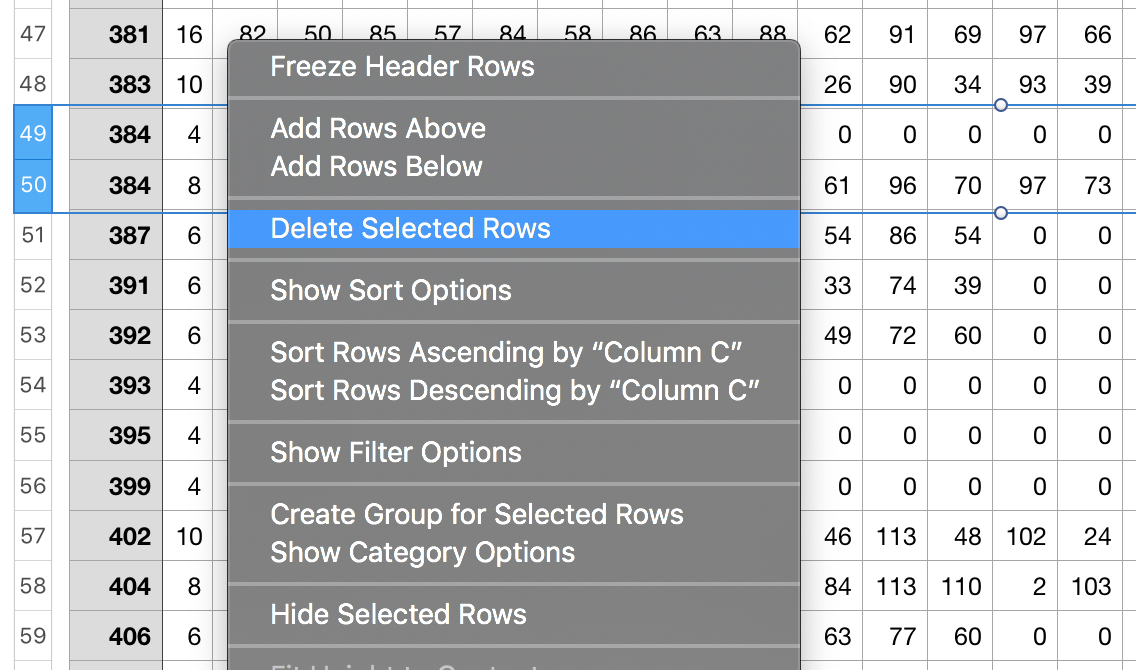 47 381 16 82 50 85 57 84 58 86 63 88 62 91 69 97 66
Freeze Header Rows
48 383 10 26 90 34 93 39
Add Rows Above
49 384 4 0 0 0 0 0
Add Rows Below
50 384 8 61 96 70 97 73
Delete Selected Rows
51 387 6 54 86 54 0 0
Show Sort Options
52 391 6 33 74 39 0 0
53 392 6 49 72 60 0 0
Sort Rows Ascending by “Column C”
54 393 4 0 0 0 0 0
Sort Rows Descending by “Column C”
55 395 4 0 0 0 0 0
Show Filter Options
56 399 4 0 0 0 0 0
Create Group for Selected Rows
57 402 10 46 113 48 102 24
Show Category Options
58 404 8 84 113 110 2 103
Hide Selected Rows
59 406 6 63 77 60 0 0